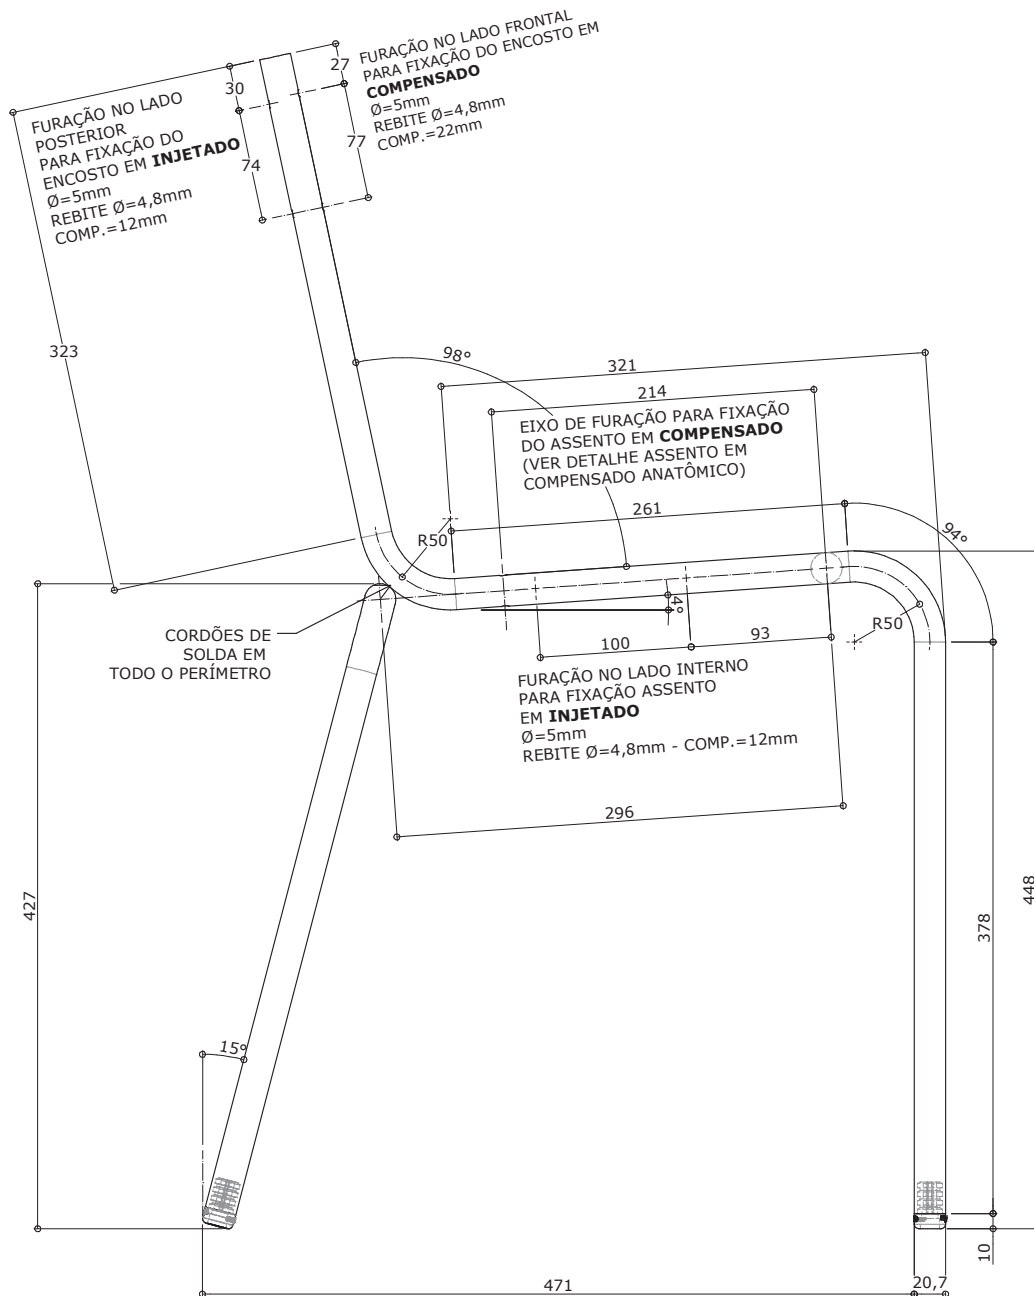 FURAÇÃO NO LADO FRONTAL
PARA FIXAÇÃO DO ENCOSTO EM
COMPENSADO
Ø=5mm
REBITE Ø=4,8mm
COMP.=22mm
27
77
30
74
FURAÇÃO NO LADO
POSTERIOR
PARA FIXAÇÃO DO
ENCOSTO EM INJETADO
Ø=5mm
REBITE Ø=4,8mm
COMP.=12mm
323
98°
321
214
EIXO DE FURAÇÃO PARA FIXAÇÃO
DO ASSENTO EM COMPENSADO
(VER DETALHE ASSENTO EM
COMPENSADO ANATÔMICO)
261
R50
94°
4°
R50
CORDÕES DE
SOLDA EM
TODO O PERÍMETRO
100
93
FURAÇÃO NO LADO INTERNO
PARA FIXAÇÃO ASSENTO
EM INJETADO
Ø=5mm
REBITE Ø=4,8mm - COMP.=12mm
296
427
448
378
15°
10
471
20,7